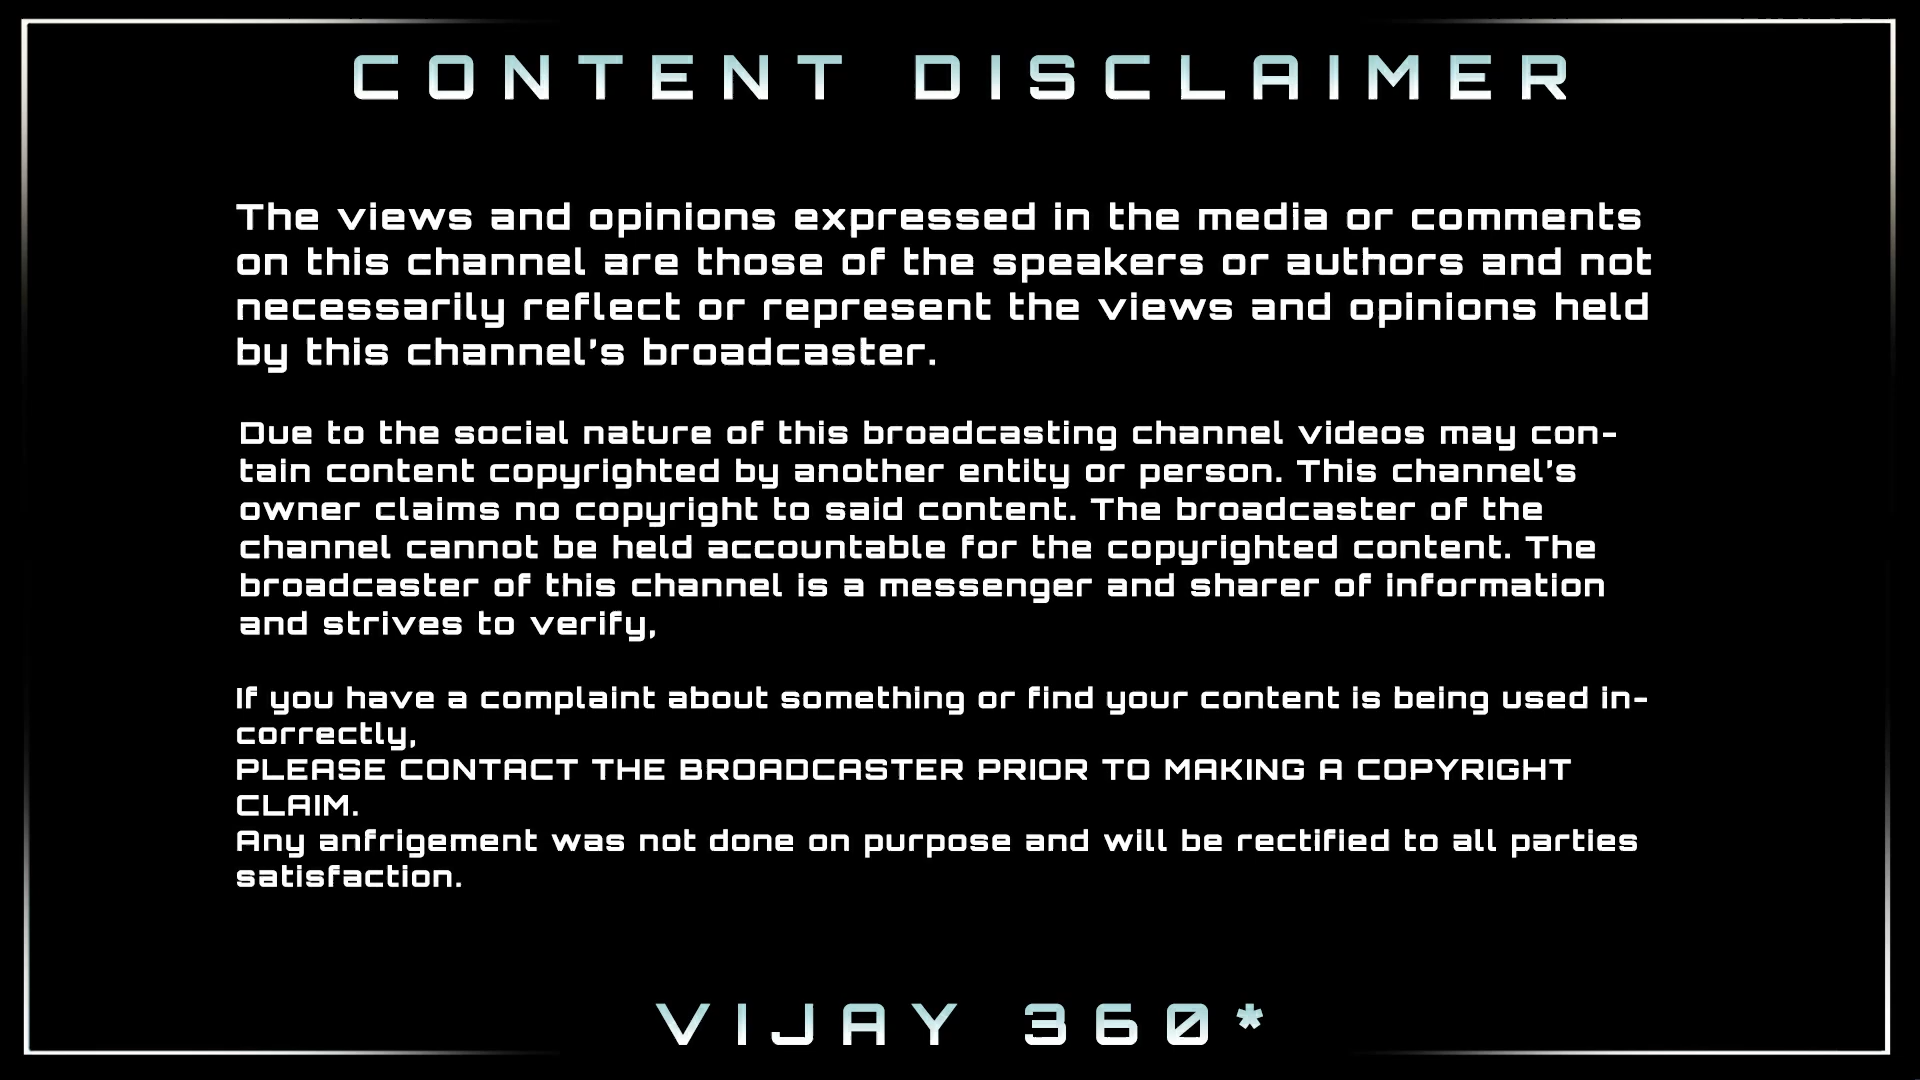 CONTENT DISCLAIMER
The views and opinions expressed in the media or comments
on this channel are those of the speakers or authors and not
necessarily reflect or represent the views and opinions held
by this channel's broadcaster.
Due to the social nature of this broadcasting channel videos may con-
tain content copyrighted by another entity or person. This channel's
owner claims no copyright to said content. The broadcaster of the
channel cannot be held accountable for the copyrighted content. The
broadcaster of this channel is a messenger and sharer of information
and strives to verify,
If you have a complaint about something or find your content is being used in-
correctly,
PLEASE CONTACT THE BROADCASTER PRIOR TO MAKING A COPYRIGHT
CLAIM.
Any anfrigement was not done on purpose and will be rectified to all parties
satisfaction.
VIJAY 360*